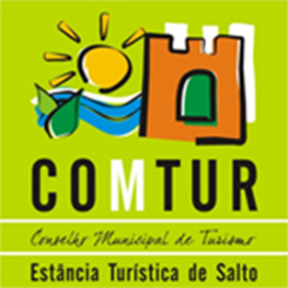 COMTUR
Conselho Municipal de Turismo
Estância Turística de Salto